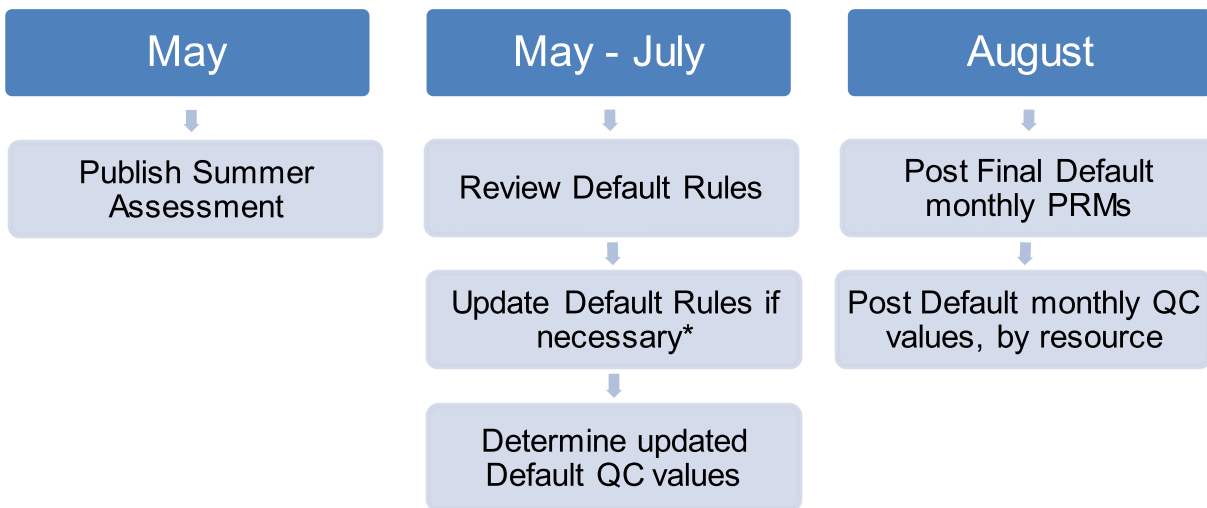 May
Publish Summer
Assessment
May - July
Review Default Rules
Update Default Rules if
necessary*
Determine updated
Default QC values
August
Post Final Default
monthly PRMs
Post Default monthly QC
values, by resource